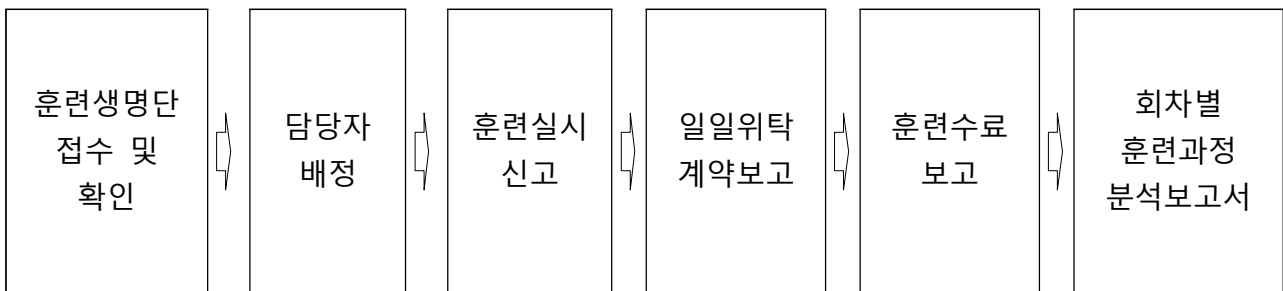 훈련생명단
접수 및
확인
담당자
배정
훈련실시
신고
일일위탁
계약보고
훈련수료
보고
회차별
훈련과정
분석보고서